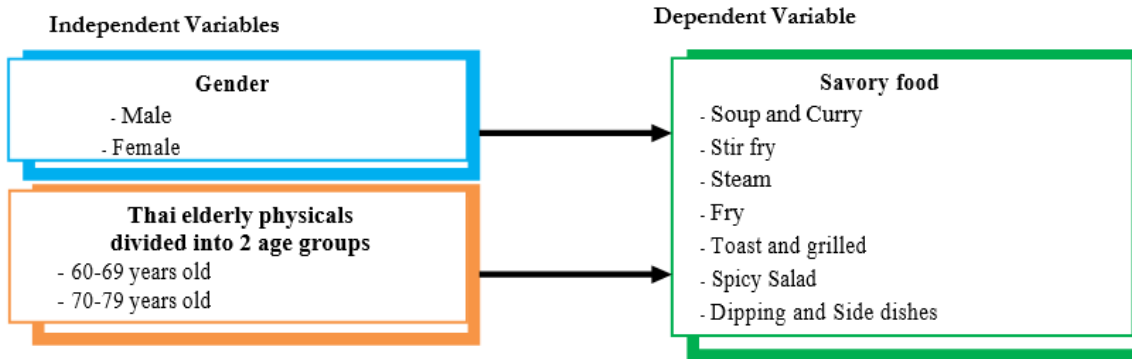 Independent Variables
Gender
- Male
- Female
Thai elderly physicals
divided into 2 age groups
- 60-69 years old
- 70-79 years old
Dependent Variable
Savory food
- Soup and Curry
- Stir fry
- Steam
- Fry
- Toast and grilled
- Spicy Salad
- Dipping and Side dishes